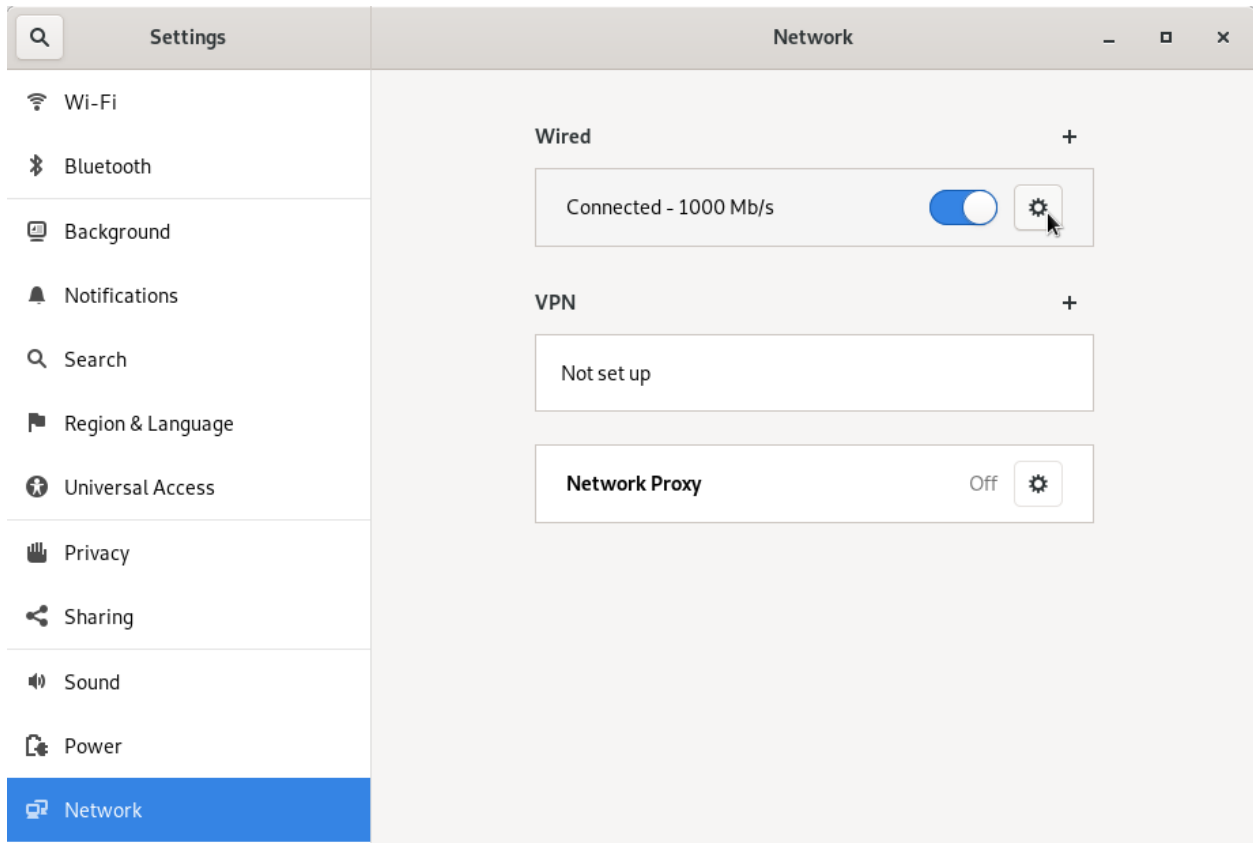 Settings
Network
Wi-Fi
Bluetooth
Background
Notifications
Search
Region & Language
Universal Access
Privacy
Sharing
Sound
Power
Network
Wired
Connected - 1000 Mb/s
VPN
Not set up
Network Proxy Off